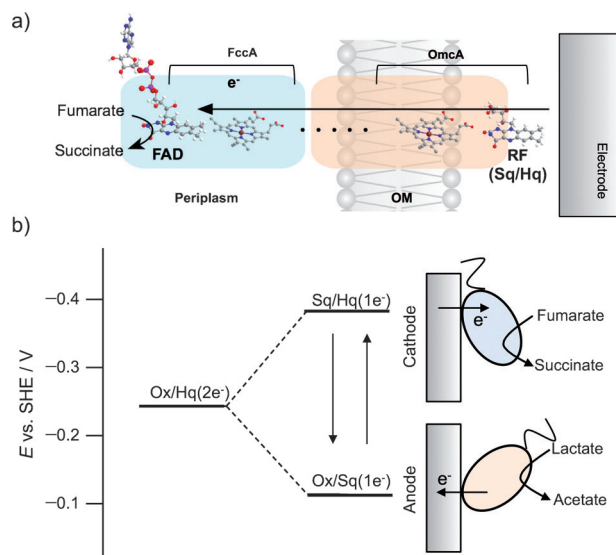 a)
FccA
OmcA
e-
Fumarate
Succinate
FAD
RF
(Sq/Hq)
Periplasm
OM
Electrode
b)
E vs. SHE / V
−0.4
−0.3
−0.2
−0.1
Ox/Hq(2e-)
Sq/Hq(1e-)
Ox/Sq(1e-)
Cathode
e-
Fumarate
Succinate
Anode
e-
Lactate
Acetate